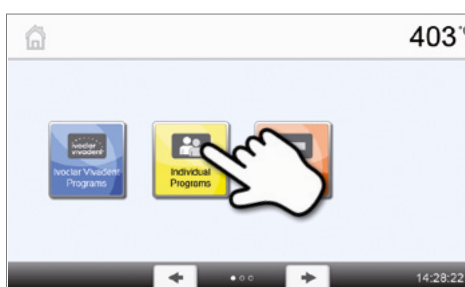 403 °C
ivoclar vivadent
Ivoclar Vivadent
Programs
Individual
Programs
14:28:22